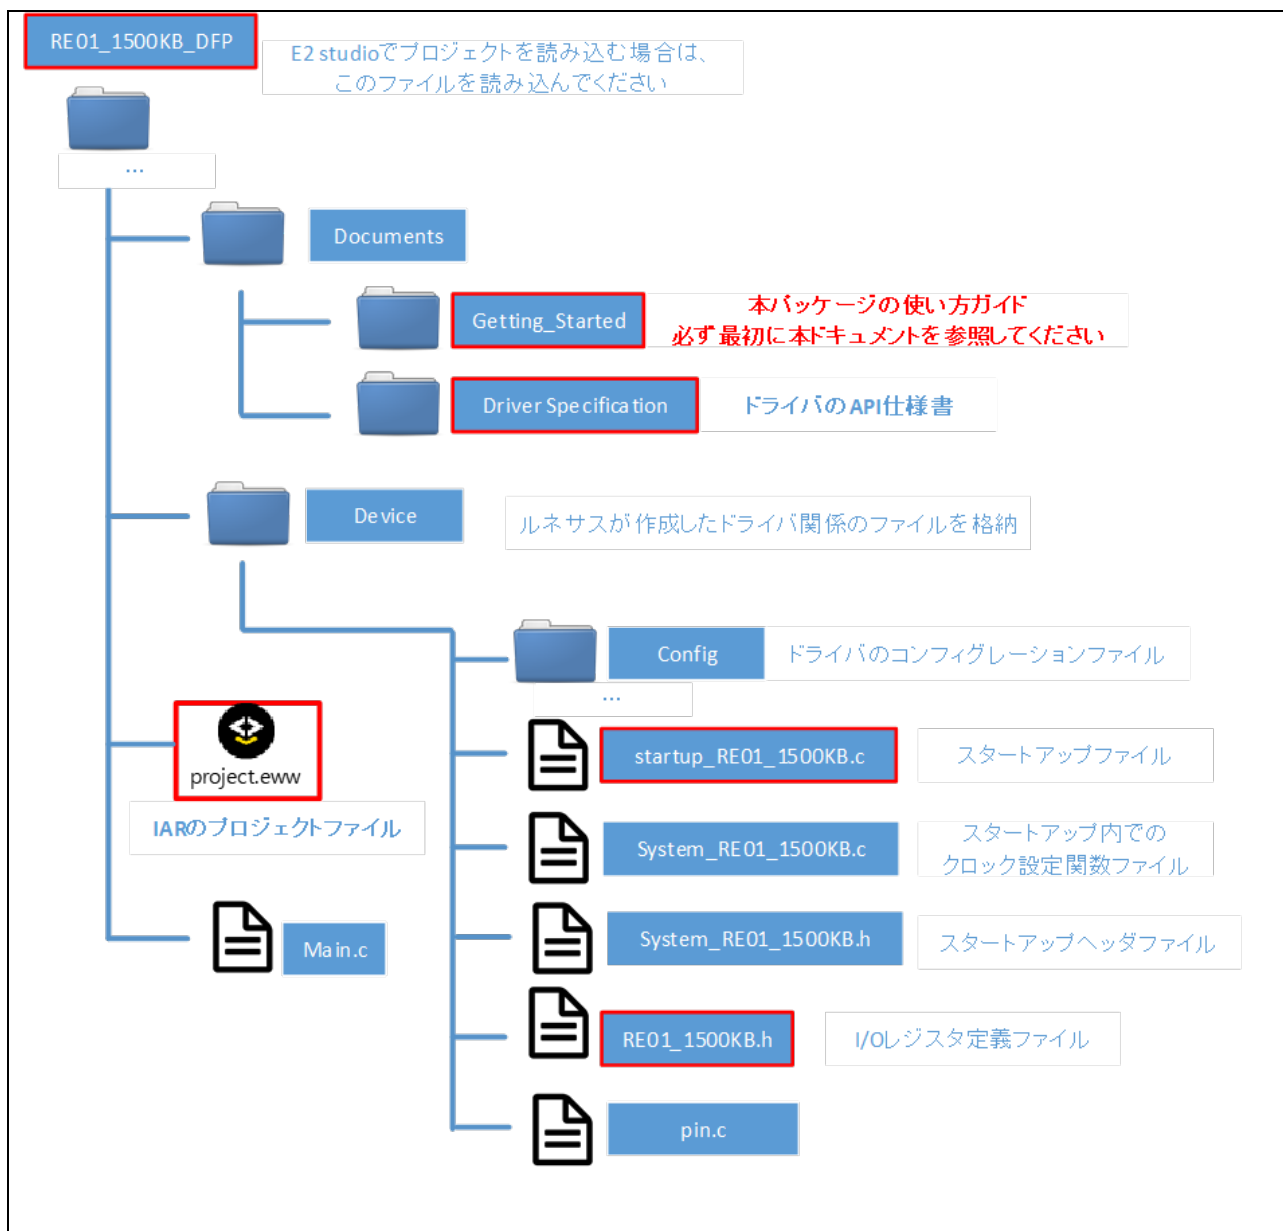 RE01_1500KB_DFP
E2 studioでプロジェクトを読み込む場合は、
このファイルを読み込んでください
...
Documents
Getting_Started
本パッケージの使い方ガイド
必ず最初に本ドキュメントを参照してください
Driver Specification
ドライバのAPI仕様書
Device
ルネサスが作成したドライバ関係のファイルを格納
Config
ドライバのコンフィグレーションファイル
...
project.eww
IARのプロジェクトファイル
startup_RE01_1500KB.c
スタートアップファイル
System_RE01_1500KB.c
スタートアップ内での
クロック設定関数ファイル
Main.c
System_RE01_1500KB.h
スタートアップヘッダファイル
RE01_1500KB.h
I/Oレジスタ定義ファイル
pin.c